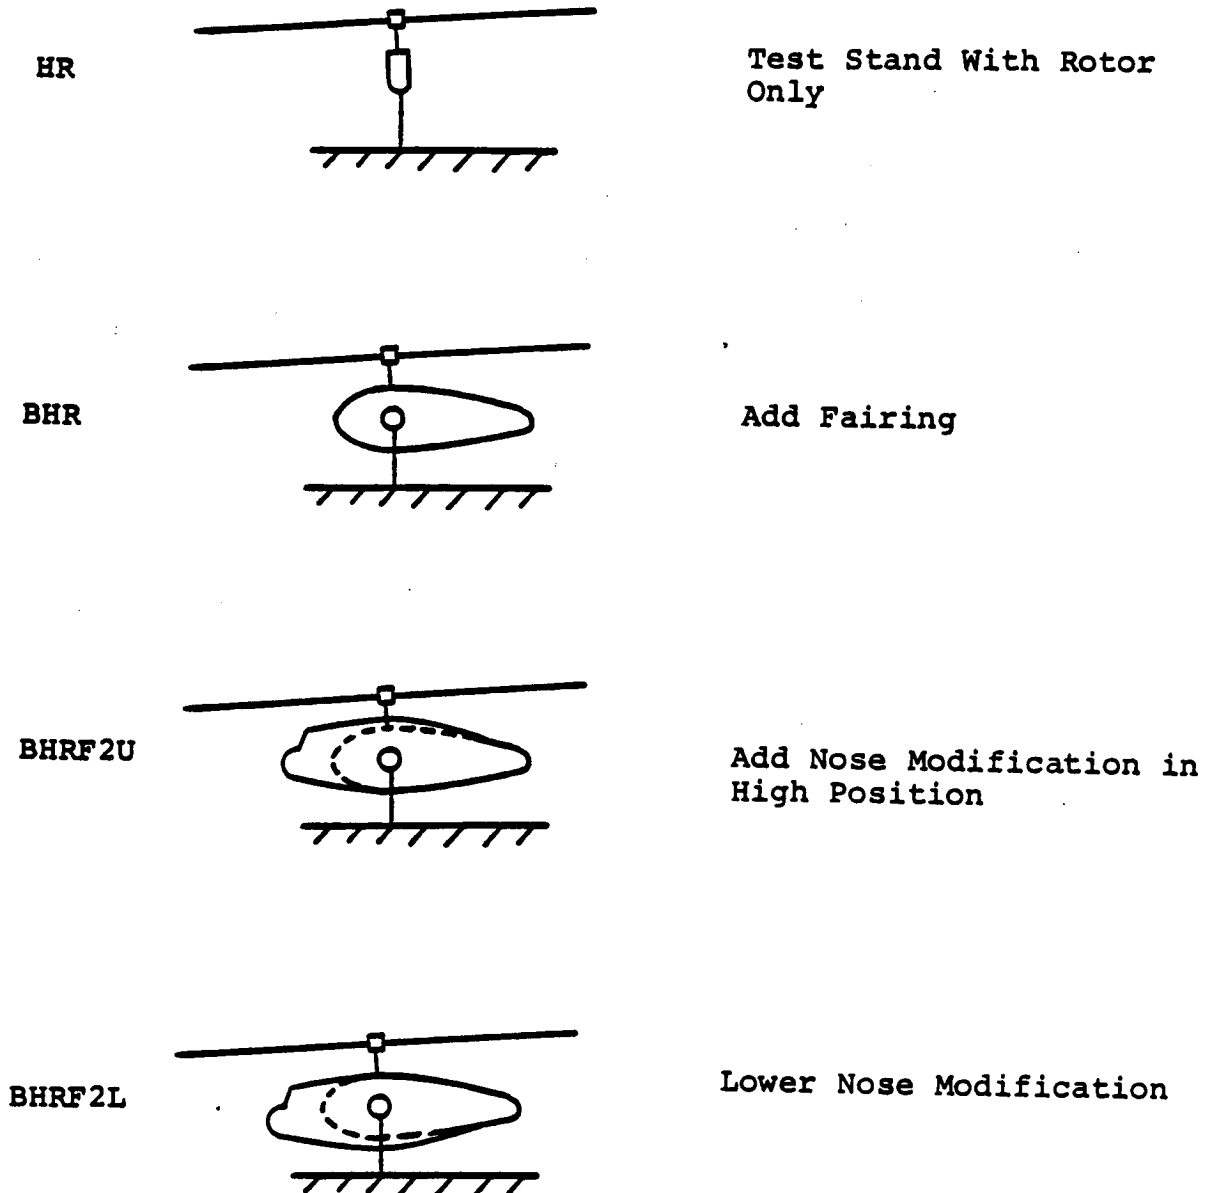 HR
Test Stand With Rotor
Only
BHR
Add Fairing
BHRF2U
Add Nose Modification in
High Position
BHRF2L
Lower Nose Modification